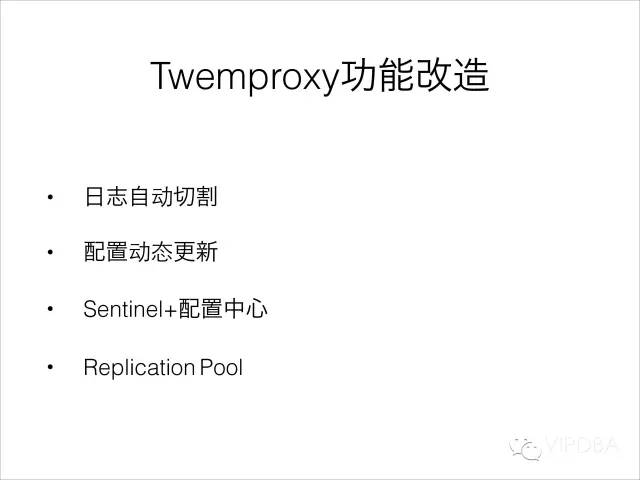 Twemproxy功能改造
• 日志自动切割
• 配置动态更新
• Sentinel+配置中心
• Replication Pool
VIPDBA